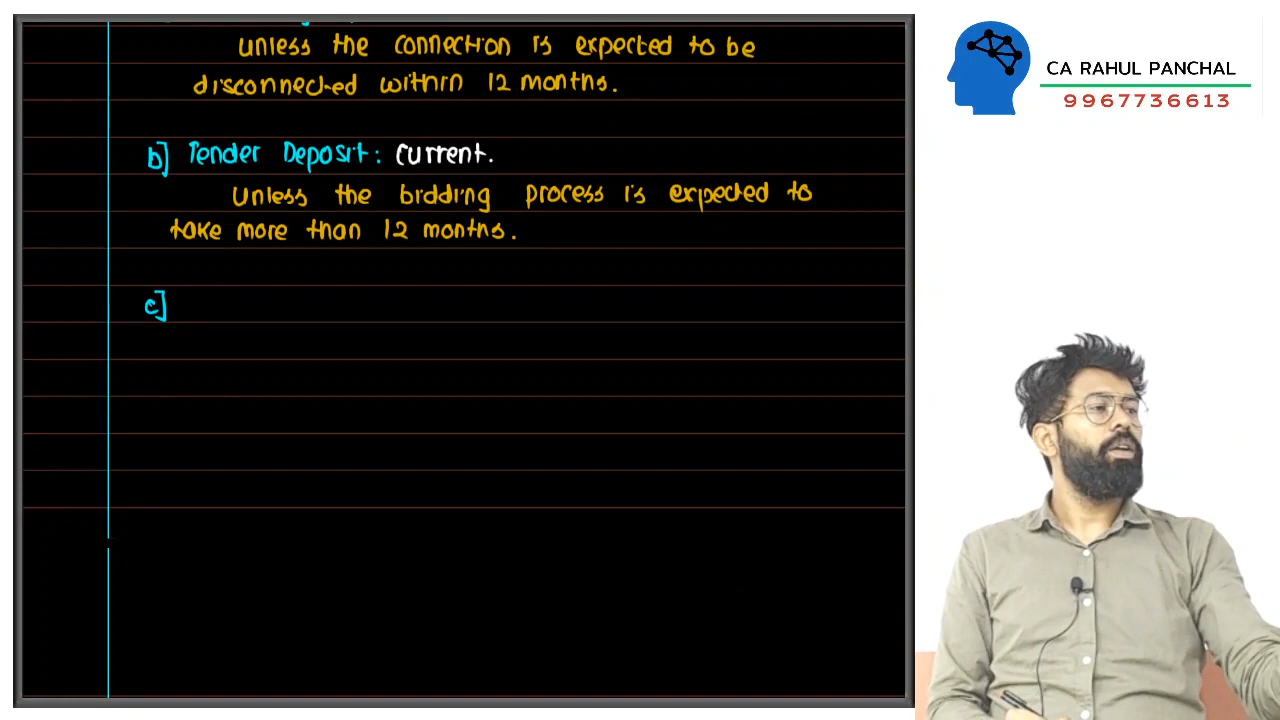 unless the connection is expected to be
disconnected within 12 months.
b] Tender Deposit: current.
Unless the bidding process is expected to
take more than 12 months.
c]
CA RAHUL PANCHAL
9967736613